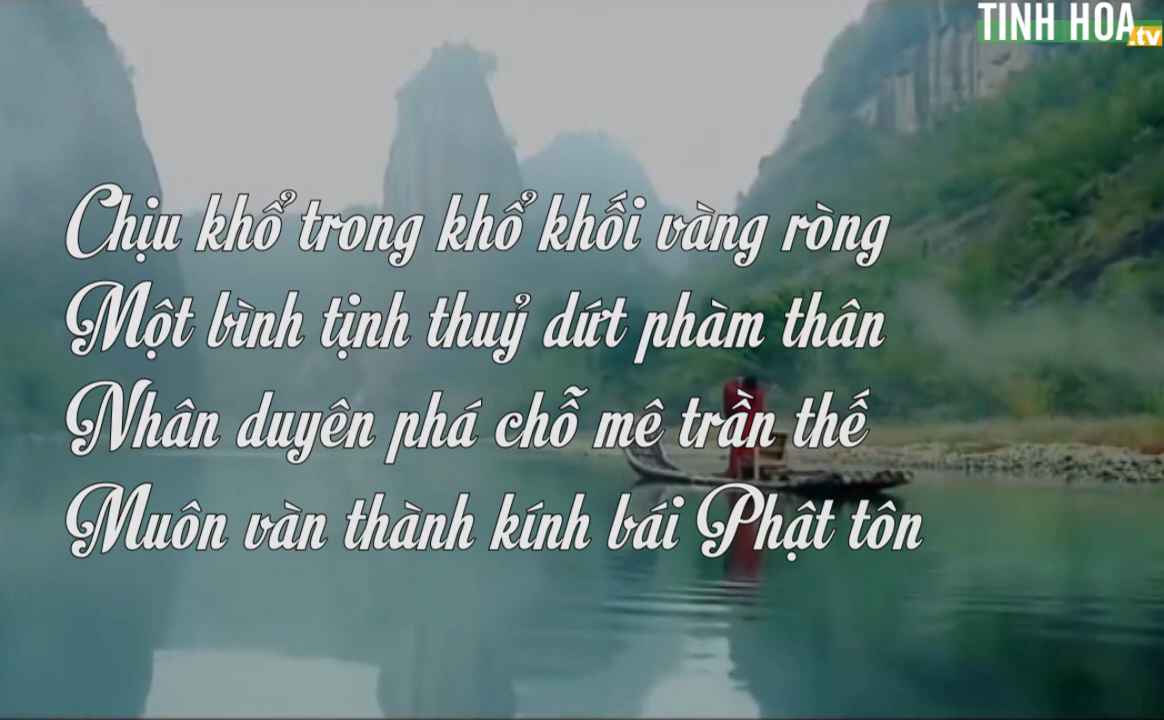 TINH HOA
.tv
Chịu khổ trong khổ khối vàng ròng
Một bình tịnh thuỷ dứt phàm thân
Nhân duyên phá chỗ mê trần thế
Muôn vàn thành kính bái Phật tôn